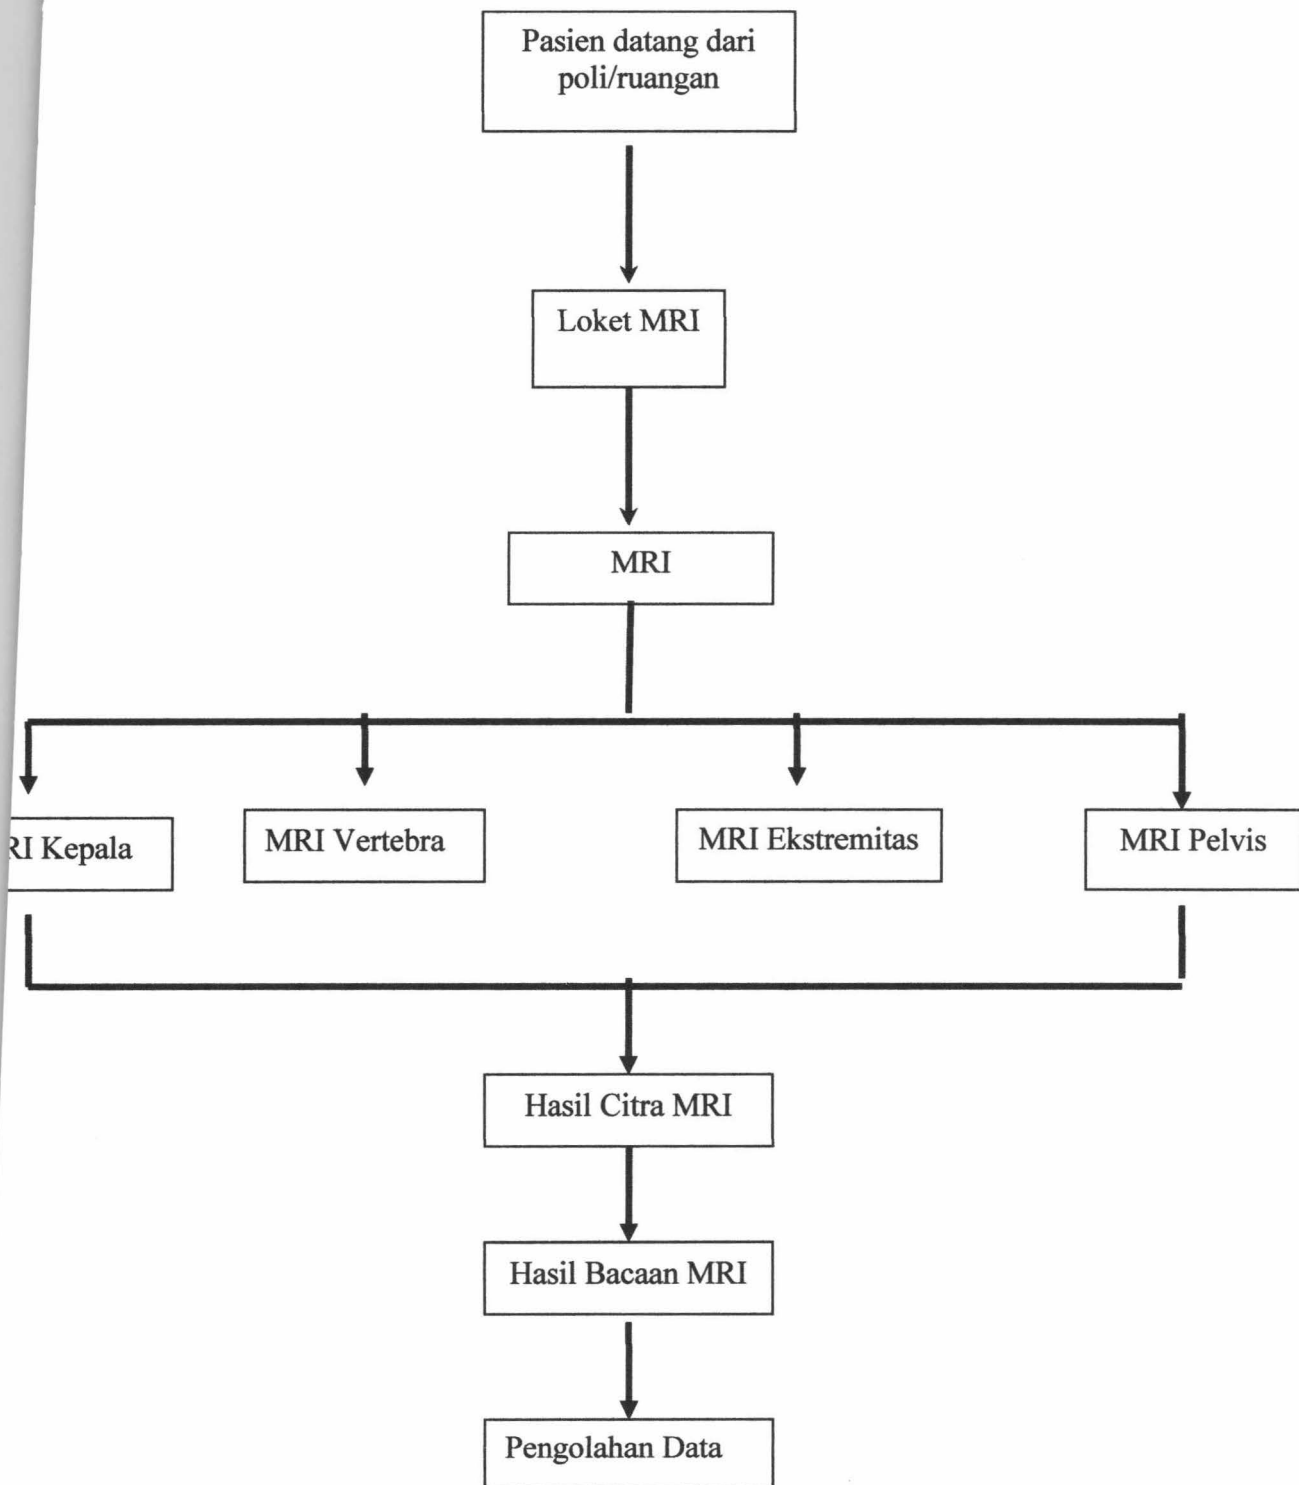 Pasien datang dari
poli/ruangan
Loket MRI
MRI
RI Kepala
MRI Vertebra
MRI Ekstremitas
MRI Pelvis
Hasil Citra MRI
Hasil Bacaan MRI
Pengolahan Data